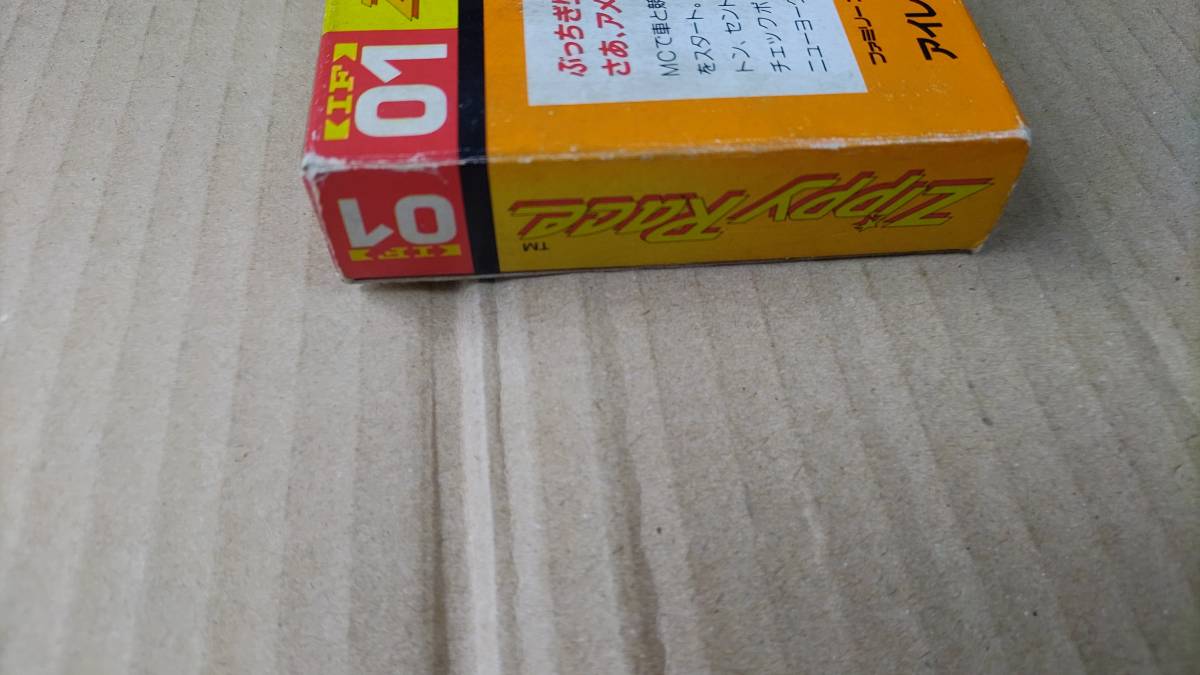 <IF>
01
ぶっちぎり
さあ、アメ
MCで車と競
をスタート。
トン、セント
チェックポ
ニューヨーク
ファミリー
アイレ
Zippy Race™
<IF>
01